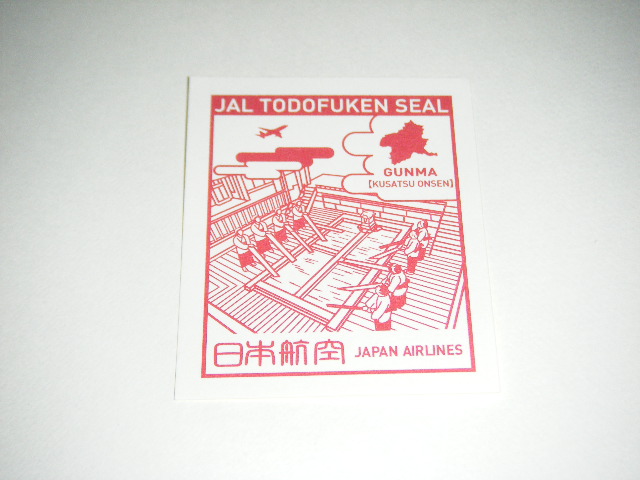 JAL TODOFUKEN SEAL
GUNMA
【KUSATSU ONSEN】
日本航空 JAPAN AIRLINES